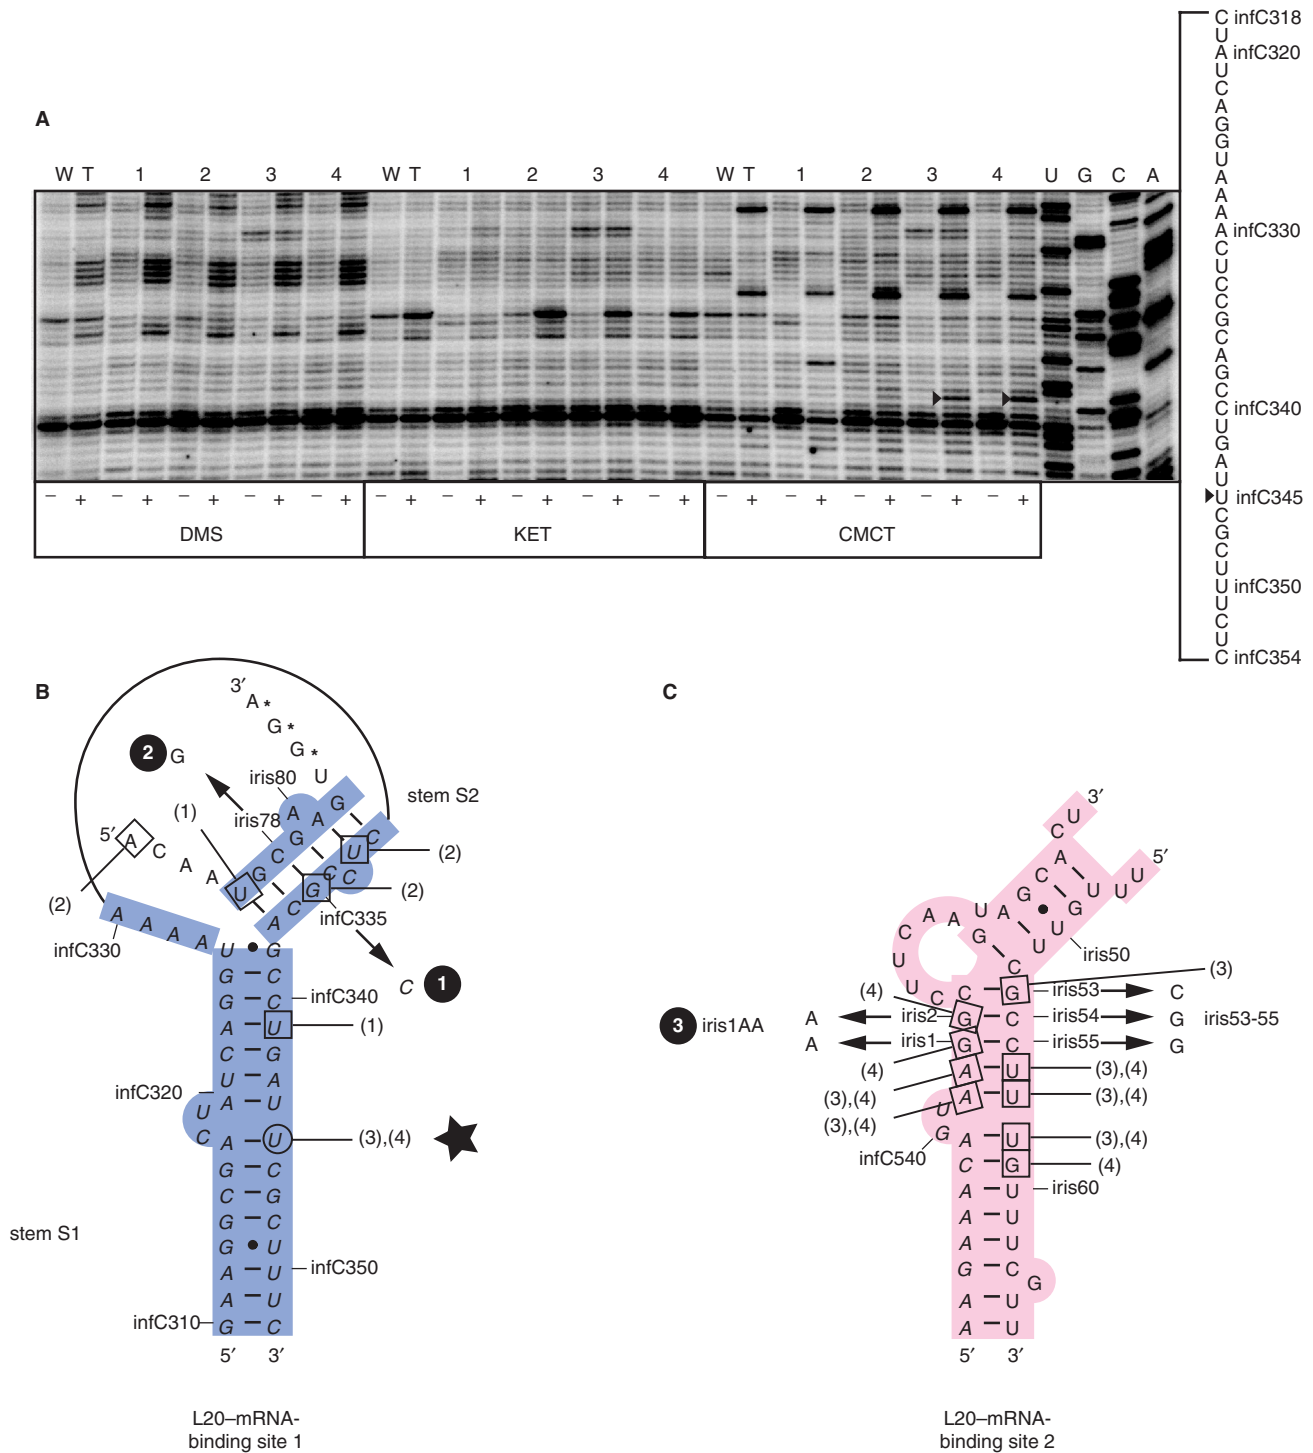 A
W T 1 2 3 4 W T 1 2 3 4 W T 1 2 3 4 U G C A
− + − + − + − + − + − + − + − + − + − + − + − + − + − + − +
DMS KET CMCT
C infC318
U
A infC320
U
C
A
G
G
U
A
A
A
A infC330
C
U
C
C
G
C
A
G
C
C infC340
U
G
A
U
U infC345
C
G
C
U
U infC350
U
C
U
C infC354
B
3′
A *
G *
G *
U
2 G
iris80
stem S2
(1)
iris78
5′ A C A A U G C G A A G
C U C C G C A
(2)
(2)
(2)
infC335
A A A A
infC330
C 1
U • G
G – C
G – C
infC340
A – U
(1)
C – G
U – A
infC320
A – U
U
C
A – U
(3),(4)
G – C
C – G
G – C
stem S1
G • U
A – U
infC350
A – U
infC310
G – C
5′ 3′
L20–mRNA-
binding site 1
C
3′
U
C
5′
U
U
A
U
C
G
G
•
U
A
U
U
iris50
A
A
C
U
U
C
G
C
C – G
(3)
iris53 C
(4)
3 iris1AA
A iris2 G – C iris54 G iris53-55
A iris1 G – C iris55 G
(4)
A – U (3),(4)
(3),(4)
A – U (3),(4)
(3),(4)
U
G
infC540
A – U (3),(4)
C – G (4)
A – U iris60
A – U
A – U
G – C
G
A – U
A – U
5′ 3′
L20–mRNA-
binding site 2